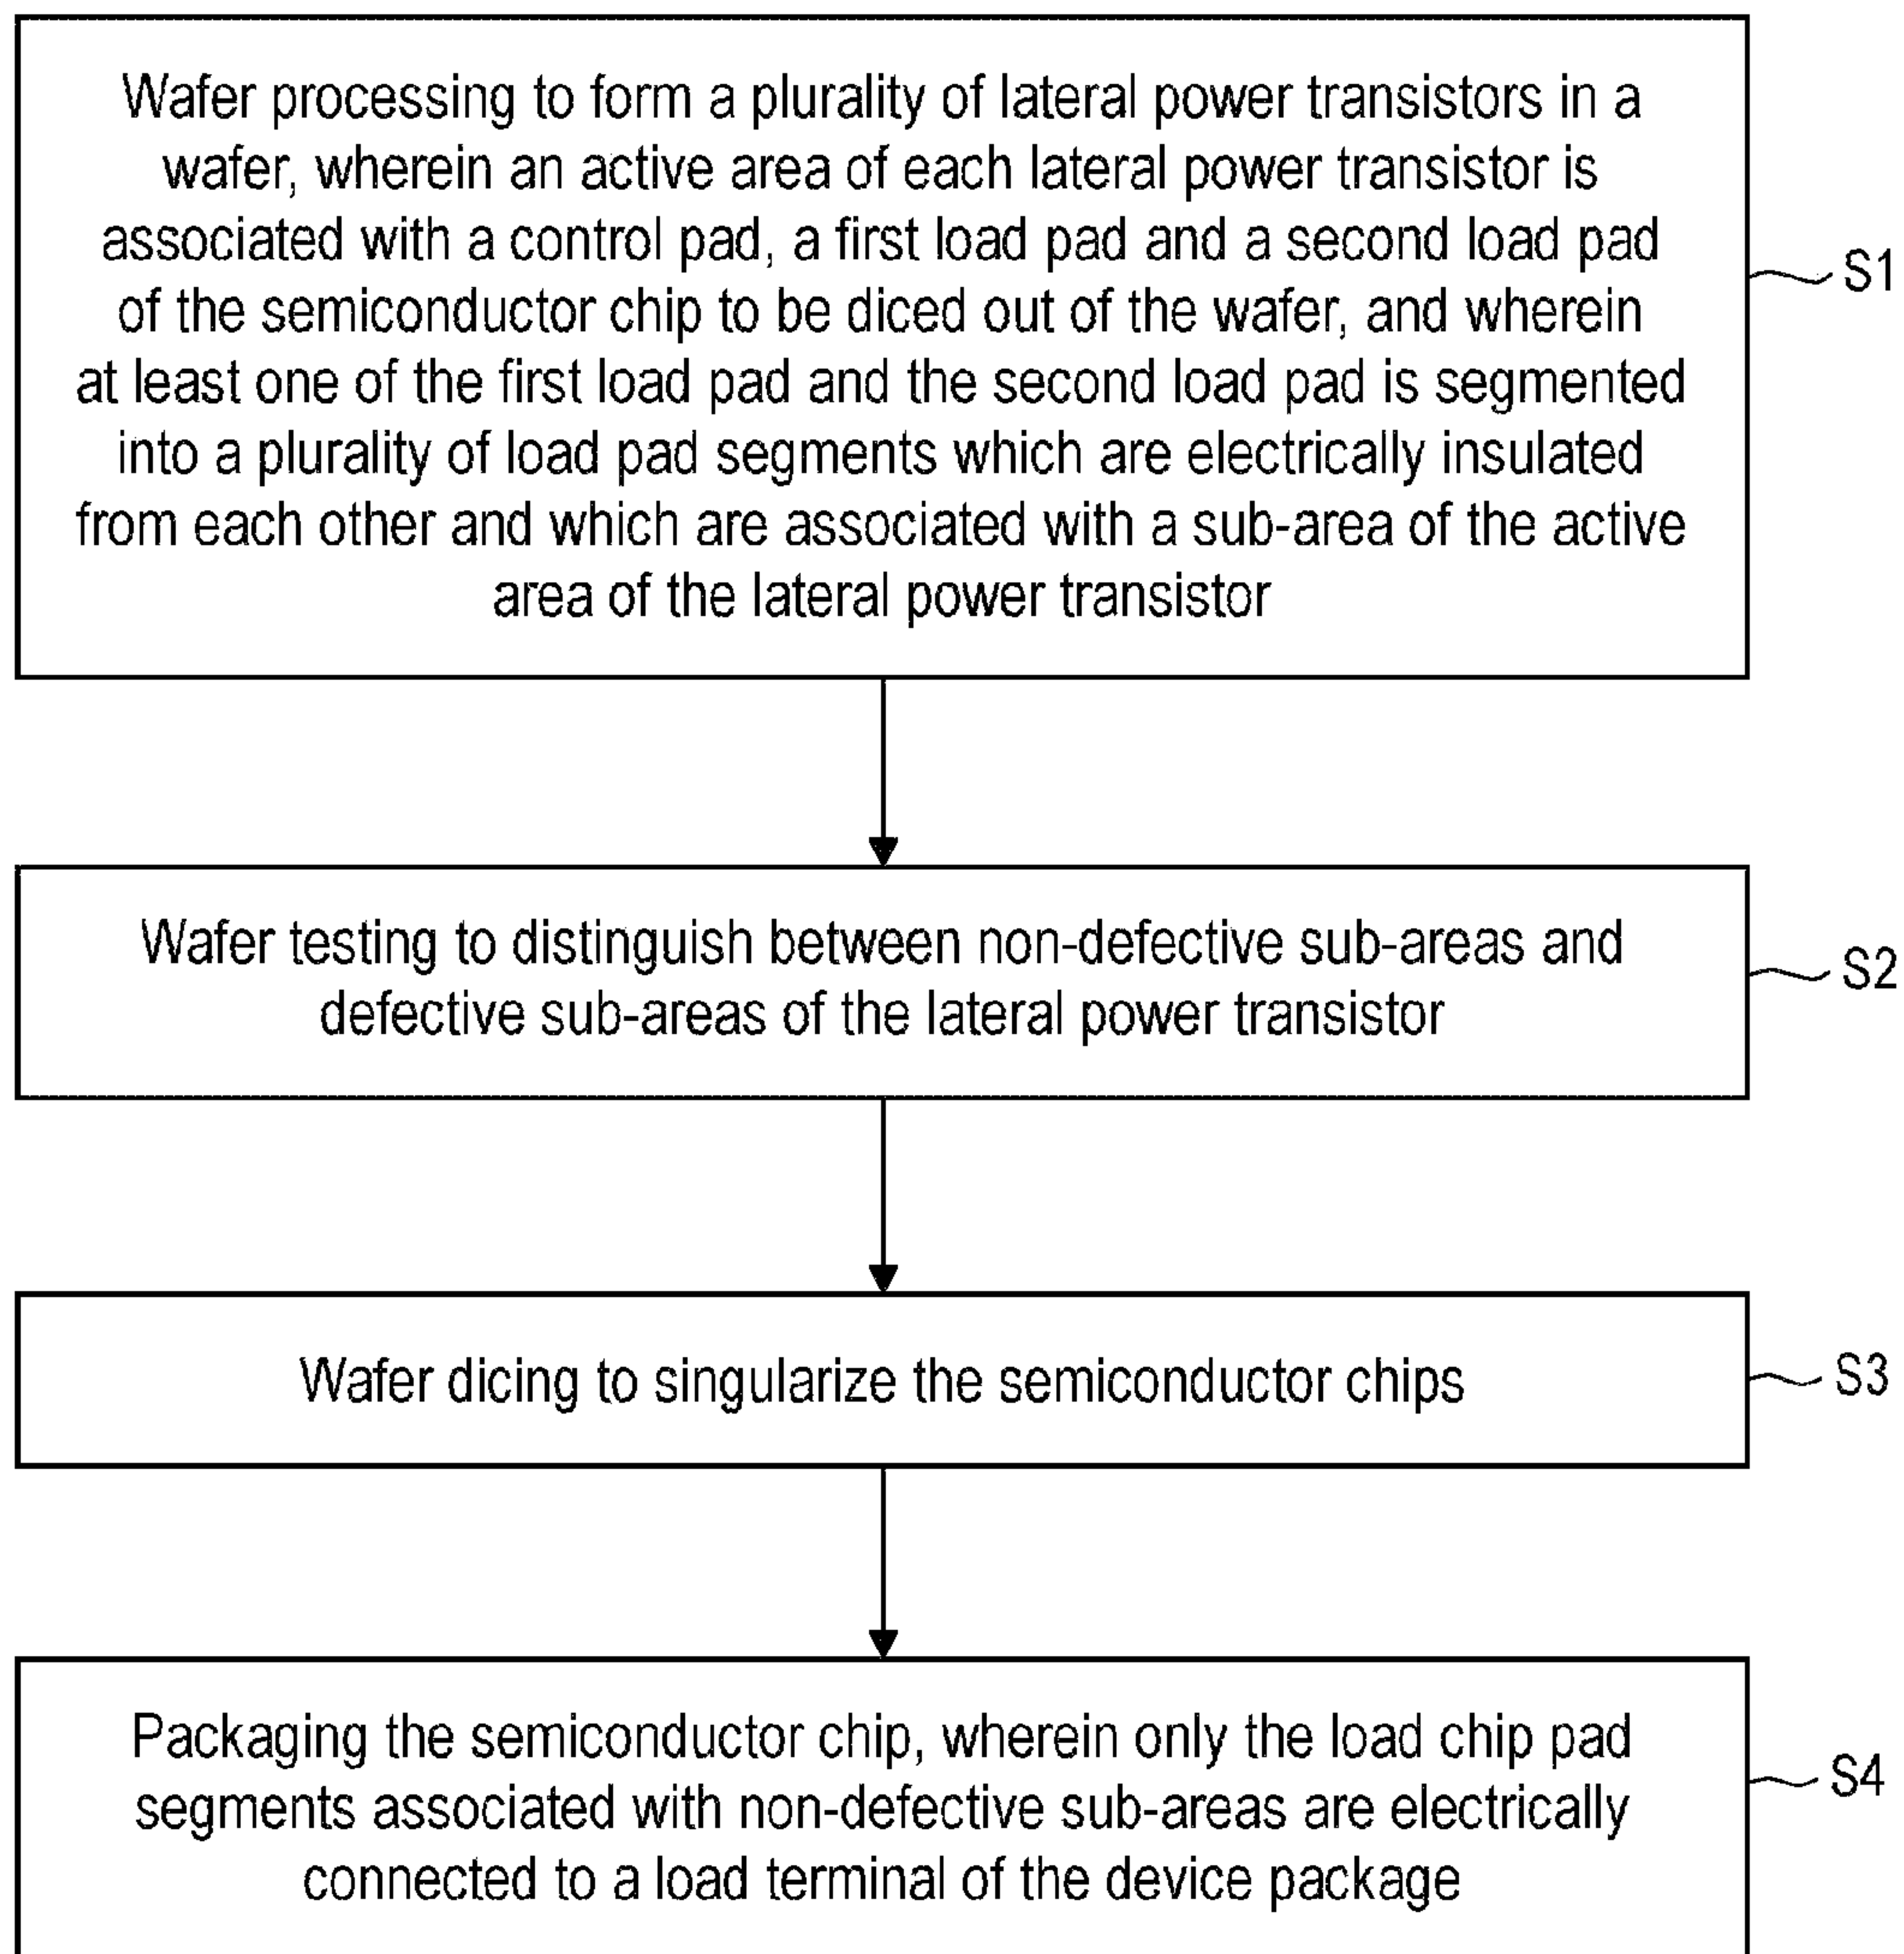 Wafer processing to form a plurality of lateral power transistors in a
wafer, wherein an active area of each lateral power transistor is
associated with a control pad, a first load pad and a second load pad
of the semiconductor chip to be diced out of the wafer, and wherein
at least one of the first load pad and the second load pad is segmented
into a plurality of load pad segments which are electrically insulated
from each other and which are associated with a sub-area of the active
area of the lateral power transistor
S1
Wafer testing to distinguish between non-defective sub-areas and
defective sub-areas of the lateral power transistor
S2
Wafer dicing to singularize the semiconductor chips
S3
Packaging the semiconductor chip, wherein only the load chip pad
segments associated with non-defective sub-areas are electrically
connected to a load terminal of the device package
S4